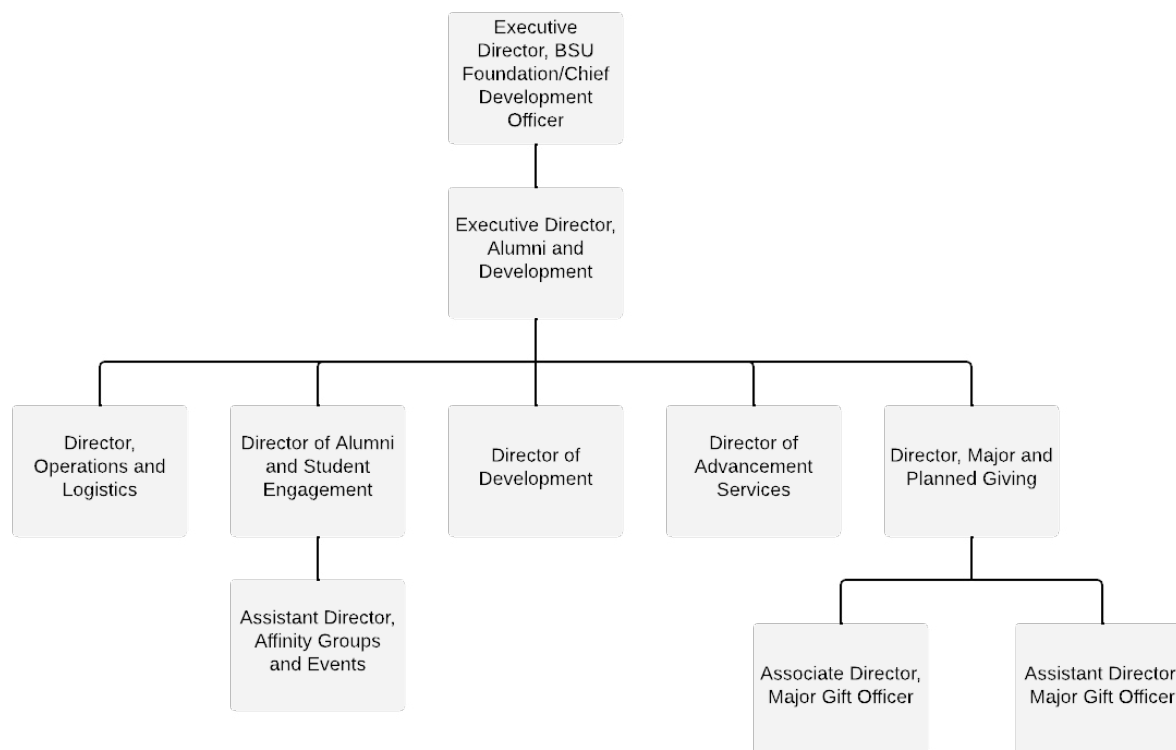 Executive
Director, BSU
Foundation/Chief
Development
Officer
Executive Director,
Alumni and
Development
Director,
Operations and
Logistics
Director of Alumni
and Student
Engagement
Director of
Development
Director of
Advancement
Services
Director, Major and
Planned Giving
Assistant Director,
Affinity Groups
and Events
Associate Director,
Major Gift Officer
Assistant Director,
Major Gift Officer